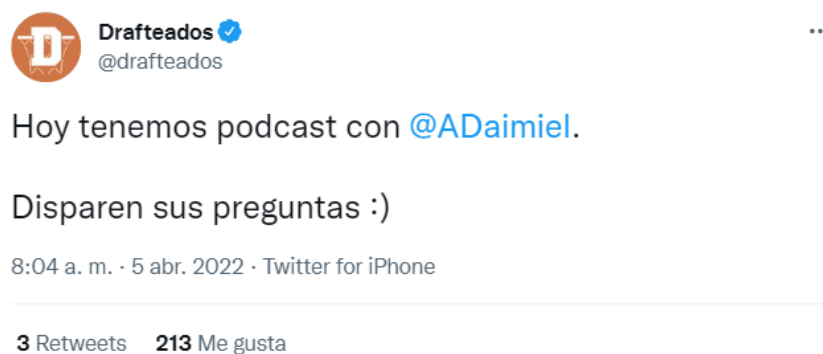 Drafteados
@drafteados
Hoy tenemos podcast con @ADaimiel.
Disparen sus preguntas :)
8:04 a. m. · 5 abr. 2022 · Twitter for iPhone
3 Retweets 213 Me gusta